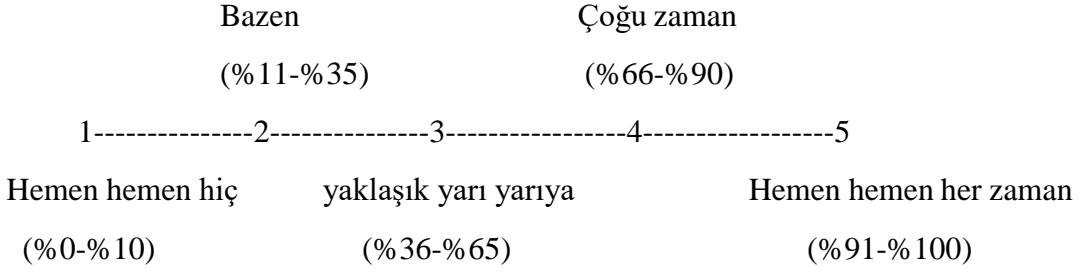 Bazen Çoğu zaman
(%11-%35) (%66-%90)
1---------------2---------------3-----------------4------------------5
Hemen hemen hiç yaklaşık yarı yarıya Hemen hemen her zaman
(%0-%10) (%36-%65) (%91-%100)